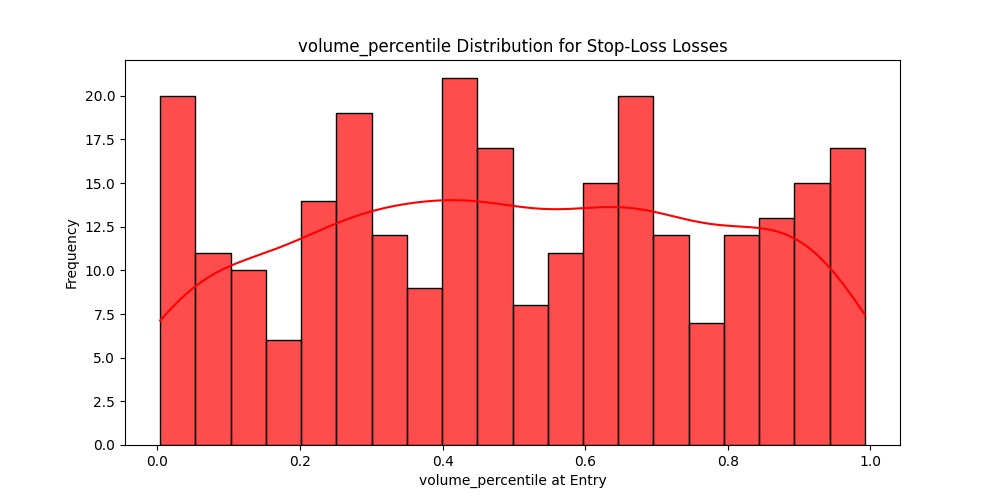 volume_percentile Distribution for Stop-Loss Losses
Frequency
20.0
17.5
15.0
12.5
10.0
7.5
5.0
2.5
0.0
0.0 0.2 0.4 0.6 0.8 1.0
volume_percentile at Entry